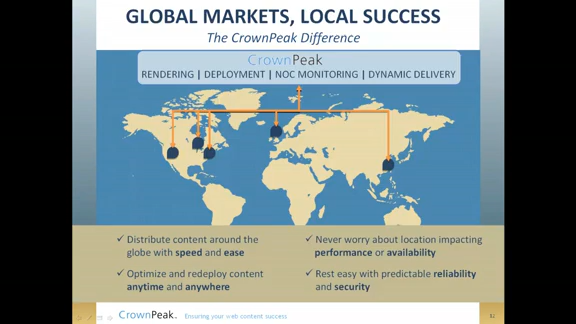 GLOBAL MARKETS, LOCAL SUCCESS
The CrownPeak Difference
CrownPeak
RENDERING | DEPLOYMENT | NOC MONITORING | DYNAMIC DELIVERY
✓ Distribute content around the
globe with speed and ease
✓ Optimize and redeploy content
anytime and anywhere
✓ Never worry about location impacting
performance or availability
✓ Rest easy with predictable reliability
and security
CrownPeak. Ensuring your web content success